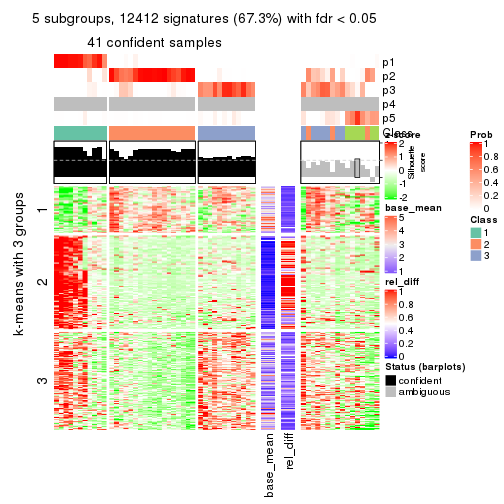 5 subgroups, 12412 signatures (67.3%) with fdr < 0.05
41 confident samples
p1
p2
p3
p4
p5
Class
Silhouette
score
k-means with 3 groups
1
2
3
base_mean
rel_diff
z-score
2
1
0
-1
-2
base_mean
5
4
3
2
1
rel_diff
1
0.8
0.6
0.4
0.2
0
Status (barplots)
confident
ambiguous
Prob
1
0.8
0.6
0.4
0.2
0
Class
1
2
3